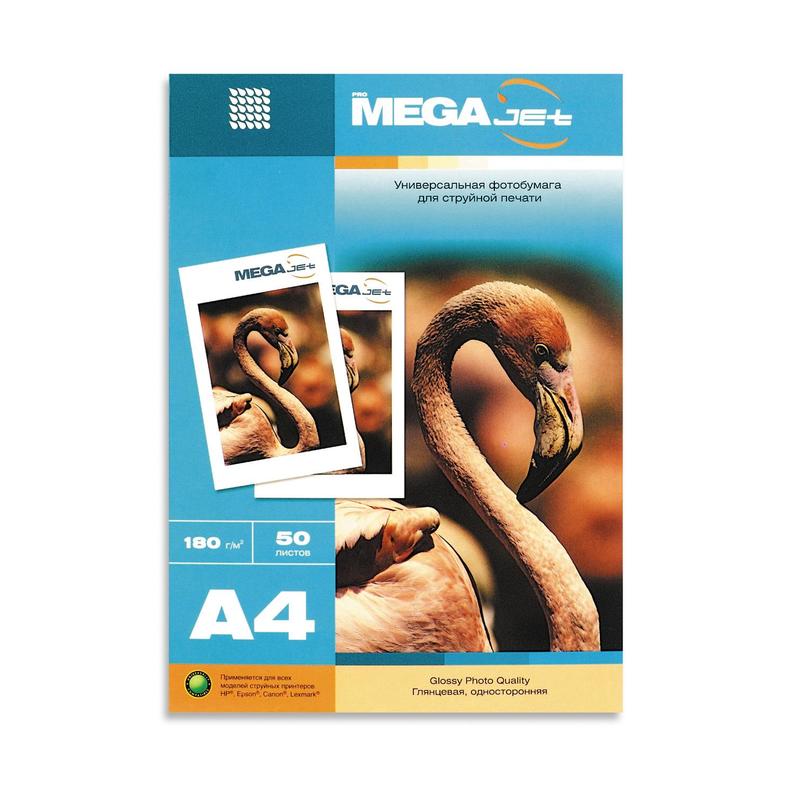 PRO
MEGA Jet
Универсальная фотобумага
для струйной печати
MEGA Jet
EGA Jet
180 г/м²
50
листов
A4
Применяется для всех
моделей струйных принтеров
HP®, Epson®, Canon®, Lexmark®
Glossy Photo Quality
Глянцевая, односторонняя